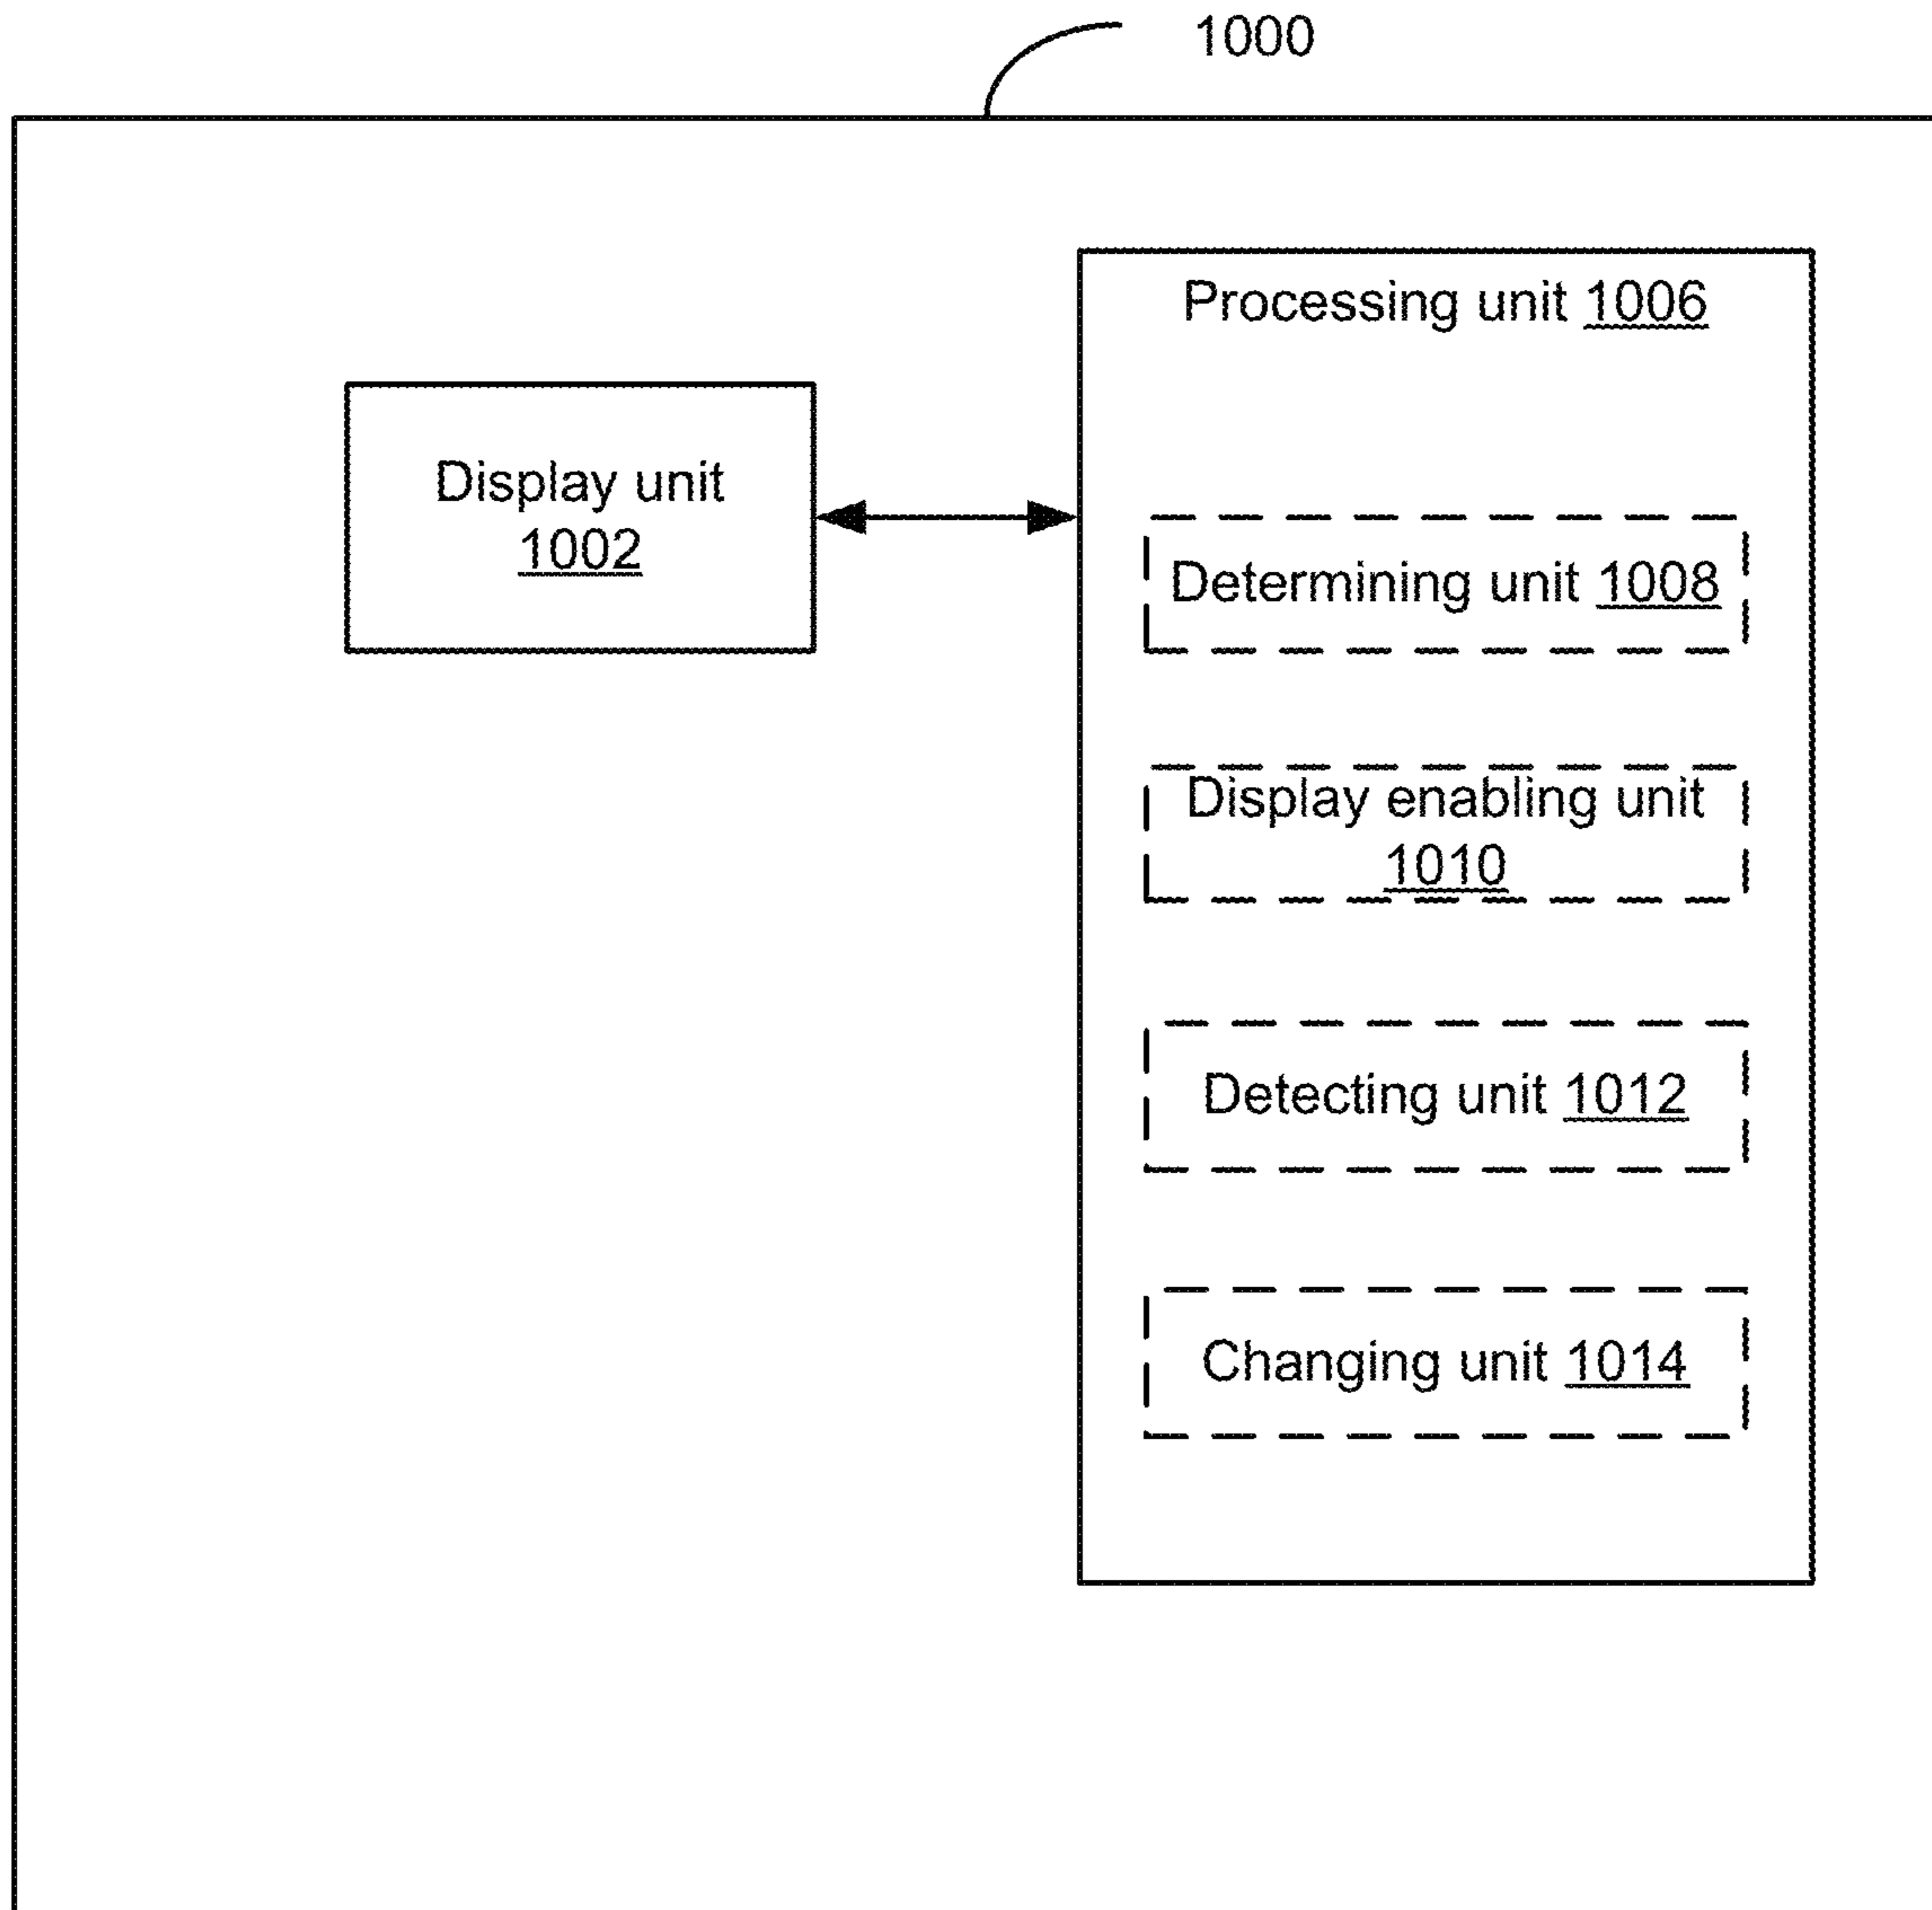 1000
Processing unit 1006
Display unit
1002
Determining unit 1008
Display enabling unit
1010
Detecting unit 1012
Changing unit 1014